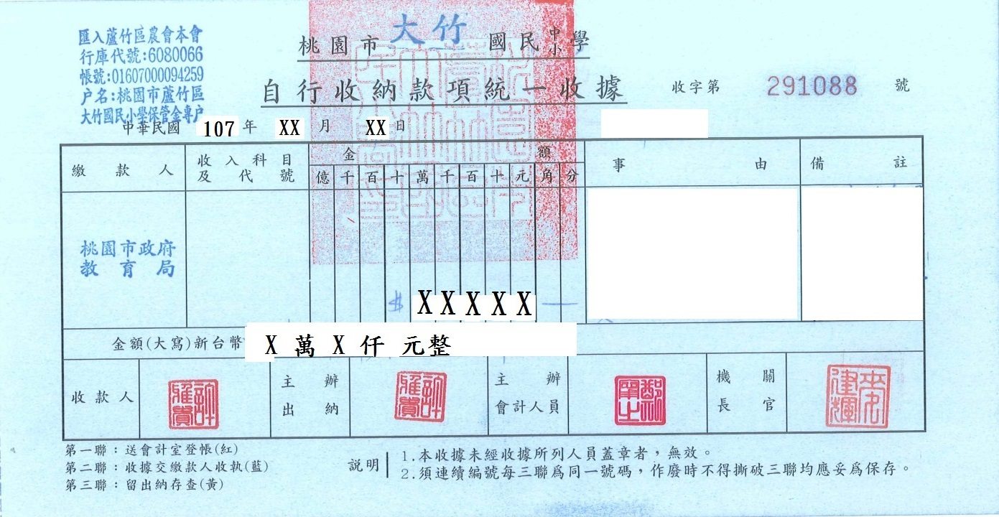 匯入蘆竹區農會本會
行庫代號:6080066
帳號:01607000094259
戶名:桃園市蘆竹區
大竹國民小學保管金專戶
桃園市 大竹 國民中小學
自行收納款項統一收據
收字第 291088 號
中華民國 107 年 XX 月 XX 日
繳款人 收入科目及代號 金額 事由 備註
億 千 百 十 萬 千 百 十 元 角 分
桃園市政府
教育局
$ X X X X X —
金額(大寫)新台幣 X 萬 X 仟 元整
收款人 主辦出納 主辦會計人員 機關長官
第一聯：送會計室登帳(紅)
第二聯：收據交繳款人收執(藍)
第三聯：留出納存查(黃)
說明
1.本收據未經收據所列人員蓋章者，無效。
2.須連續編號每三聯為同一號碼，作廢時不得撕破三聯均應妥為保存。